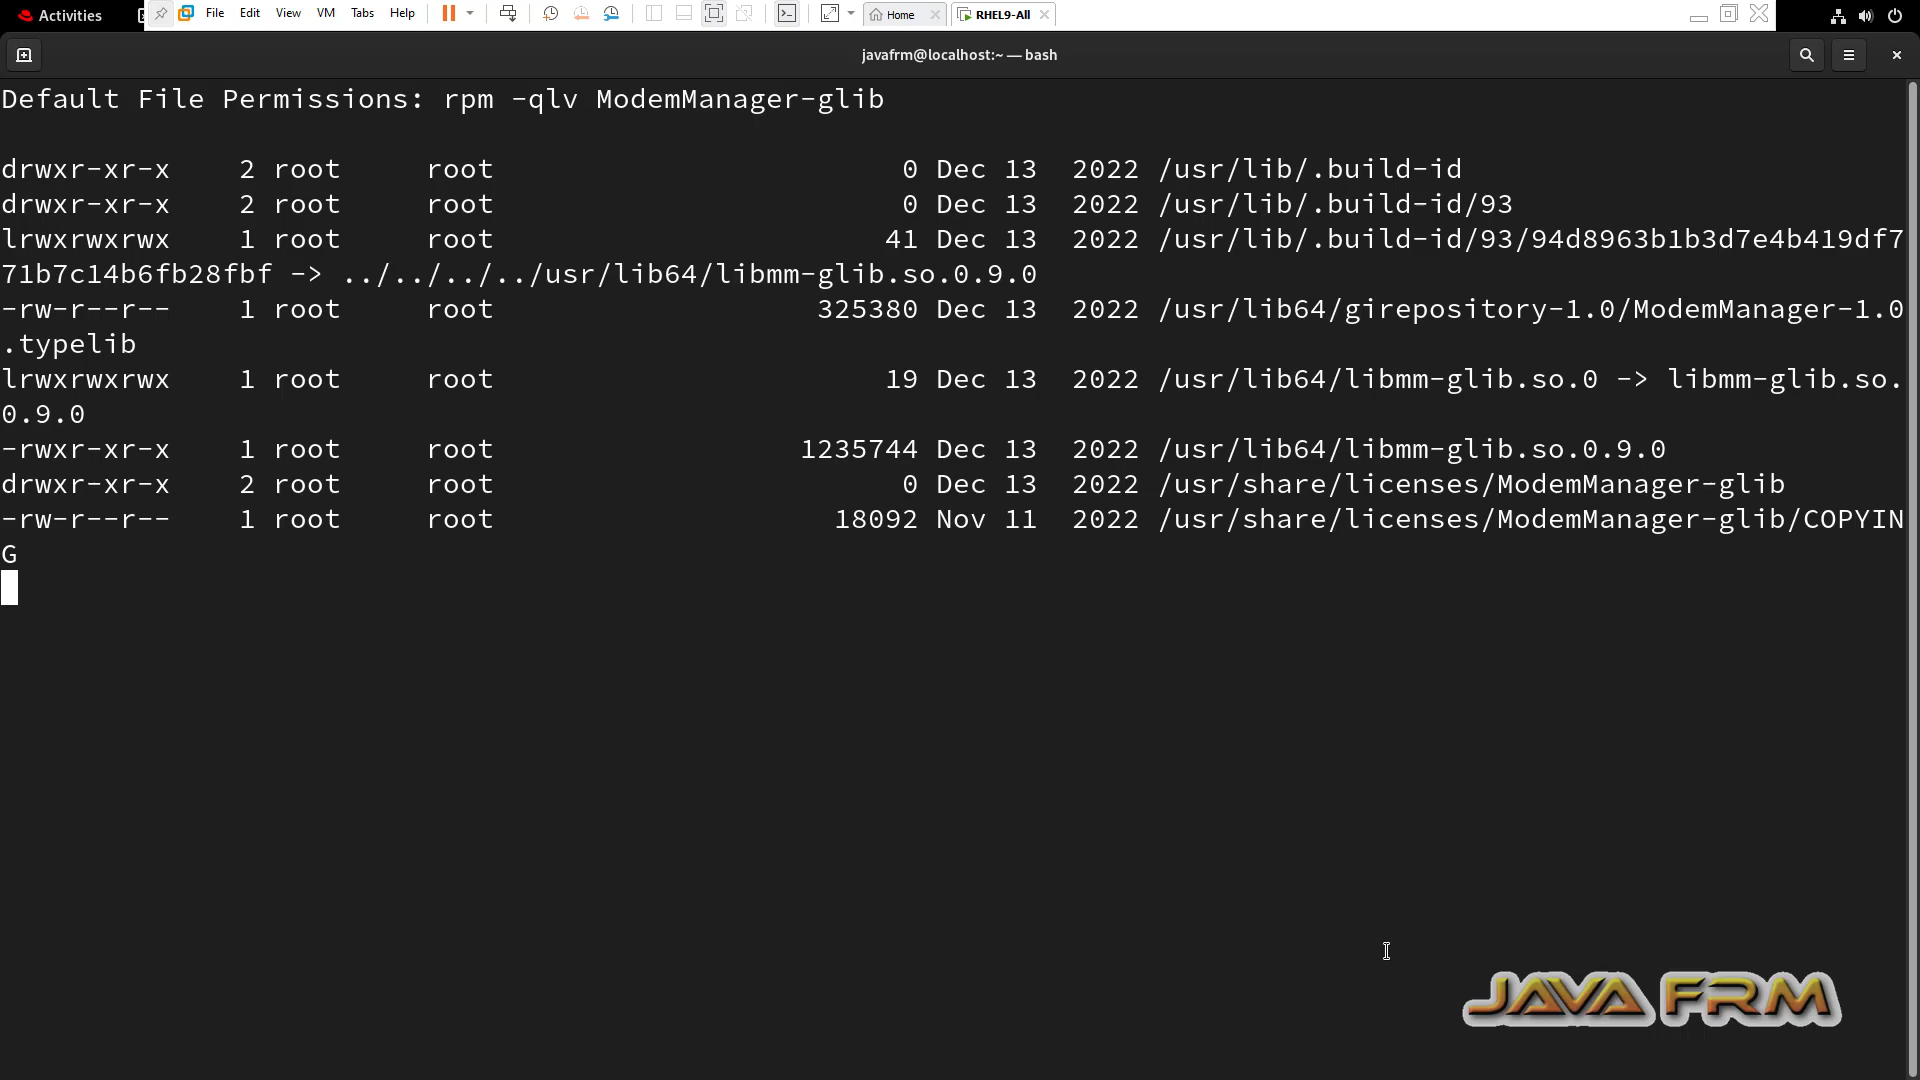 Activities
File Edit View VM Tabs Help
Home
RHEL9-All
javafrm@localhost:~ — bash
Default File Permissions: rpm -qlv ModemManager-glib
drwxr-xr-x 2 root root 0 Dec 13 2022 /usr/lib/.build-id
drwxr-xr-x 2 root root 0 Dec 13 2022 /usr/lib/.build-id/93
lrwxrwxrwx 1 root root 41 Dec 13 2022 /usr/lib/.build-id/93/94d8963b1b3d7e4b419df7
71b7c14b6fb28fbf -> ../../../../usr/lib64/libmm-glib.so.0.9.0
-rw-r--r-- 1 root root 325380 Dec 13 2022 /usr/lib64/girepository-1.0/ModemManager-1.0
.typelib
lrwxrwxrwx 1 root root 19 Dec 13 2022 /usr/lib64/libmm-glib.so.0 -> libmm-glib.so.
0.9.0
-rwxr-xr-x 1 root root 1235744 Dec 13 2022 /usr/lib64/libmm-glib.so.0.9.0
drwxr-xr-x 2 root root 0 Dec 13 2022 /usr/share/licenses/ModemManager-glib
-rw-r--r-- 1 root root 18092 Nov 11 2022 /usr/share/licenses/ModemManager-glib/COPYIN
G
JAVA FRM